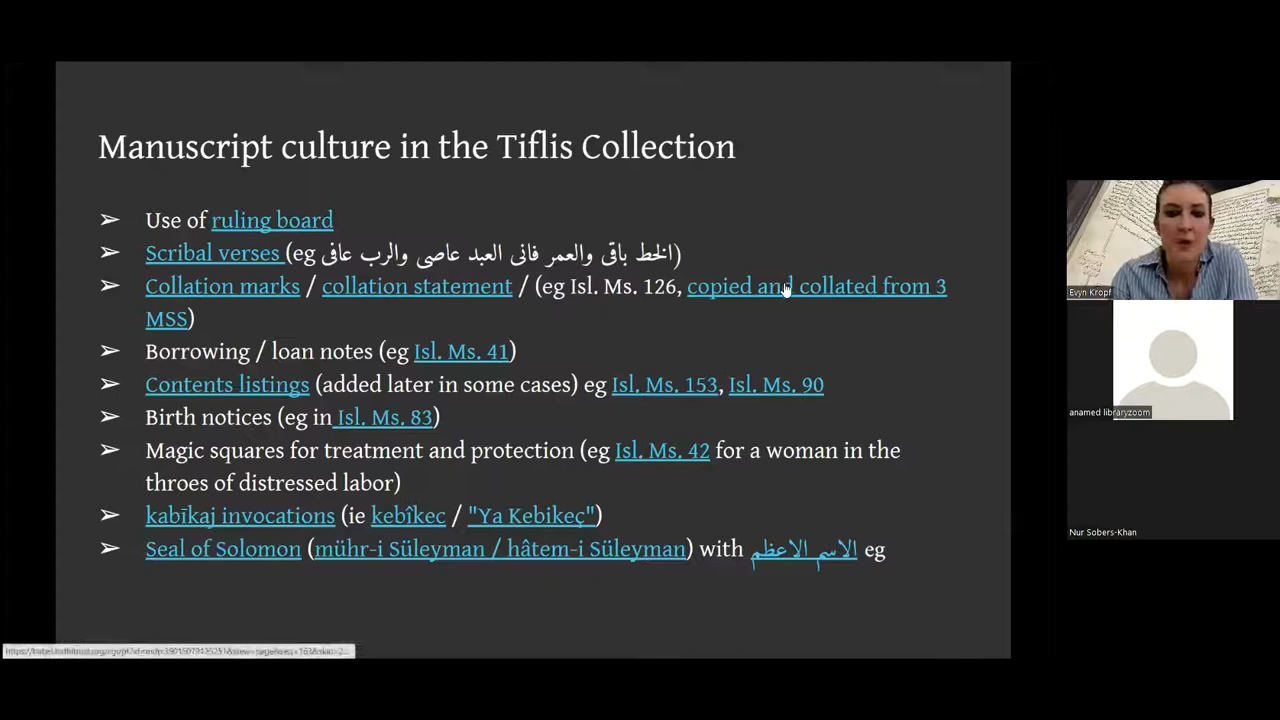 Manuscript culture in the Tiflis Collection
➢ Use of ruling board
➢ Scribal verses (eg الخط باقى والعمر فانى العبد عاصى والرب عافى)
➢ Collation marks / collation statement / (eg Isl. Ms. 126, copied and collated from 3
MSS)
➢ Borrowing / loan notes (eg Isl. Ms. 41)
➢ Contents listings (added later in some cases) eg Isl. Ms. 153, Isl. Ms. 90
➢ Birth notices (eg in Isl. Ms. 83)
➢ Magic squares for treatment and protection (eg Isl. Ms. 42 for a woman in the
throes of distressed labor)
➢ kabīkaj invocations (ie kebîkec / "Ya Kebikeç")
➢ Seal of Solomon (mühr-i Süleyman / hâtem-i Süleyman) with الاسم الاعظم eg
Evyn Kropf
anamed libraryzoom
Nur Sobers-Khan